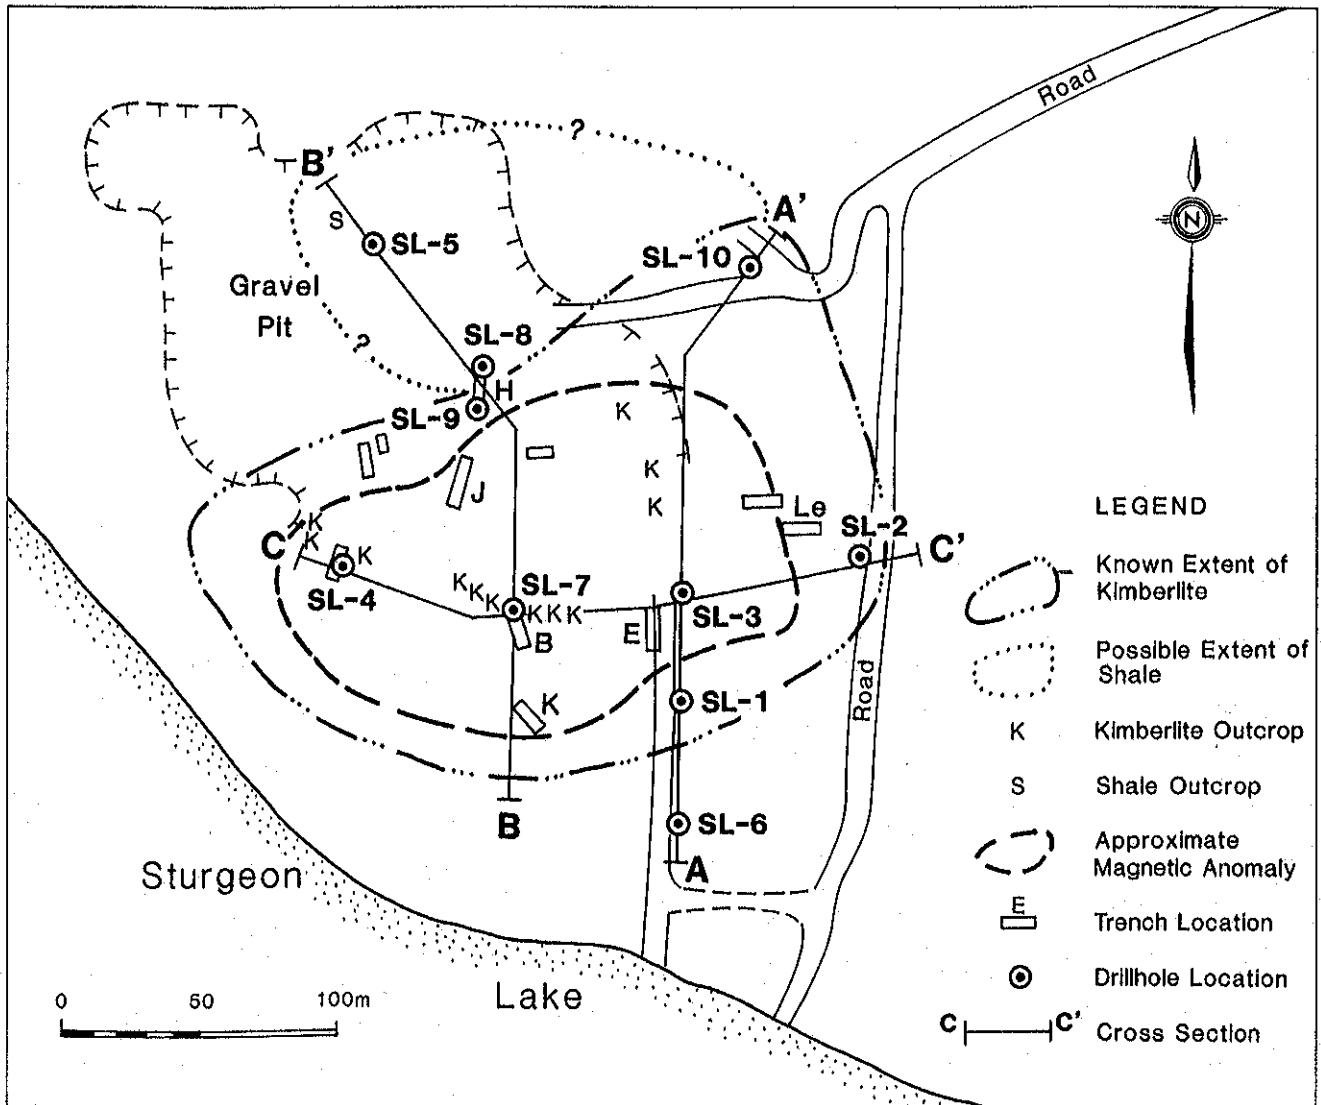 Road
?
B'
A'
S
SL-5
SL-10
N
Gravel
Pit
SL-8
?
H
SL-9
K
K
J
K
Le
LEGEND
SL-2
K
C
K
K
C'
Known Extent of
Kimberlite
SL-4
K
K
K
SL-7
K K K
SL-3
E
B
Possible Extent of
Shale
Road
K
SL-1
K Kimberlite Outcrop
S Shale Outcrop
B
SL-6
A
Approximate
Magnetic Anomaly
Sturgeon
E
Trench Location
Lake
Drillhole Location
0 50 100m
C C' Cross Section